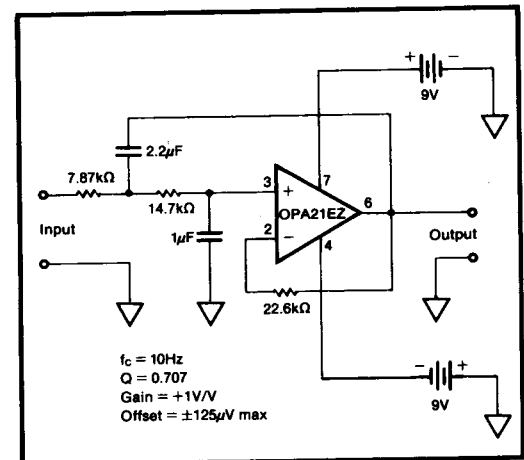 + −
9V
2.2µF
7.87kΩ
14.7kΩ
3
+
7
6
OPA21EZ
Input
1µF
2
−
4
Output
22.6kΩ
fc = 10Hz
Q = 0.707
Gain = +1V/V
Offset = ±125µV max
− +
9V